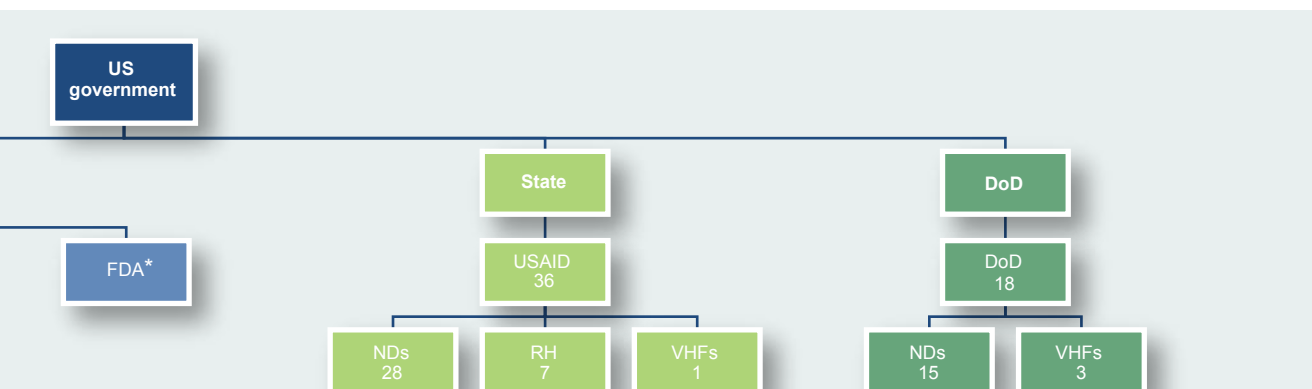 US
government
State
DoD
FDA*
USAID
36
DoD
18
NDs
28
RH
7
VHFs
1
NDs
15
VHFs
3